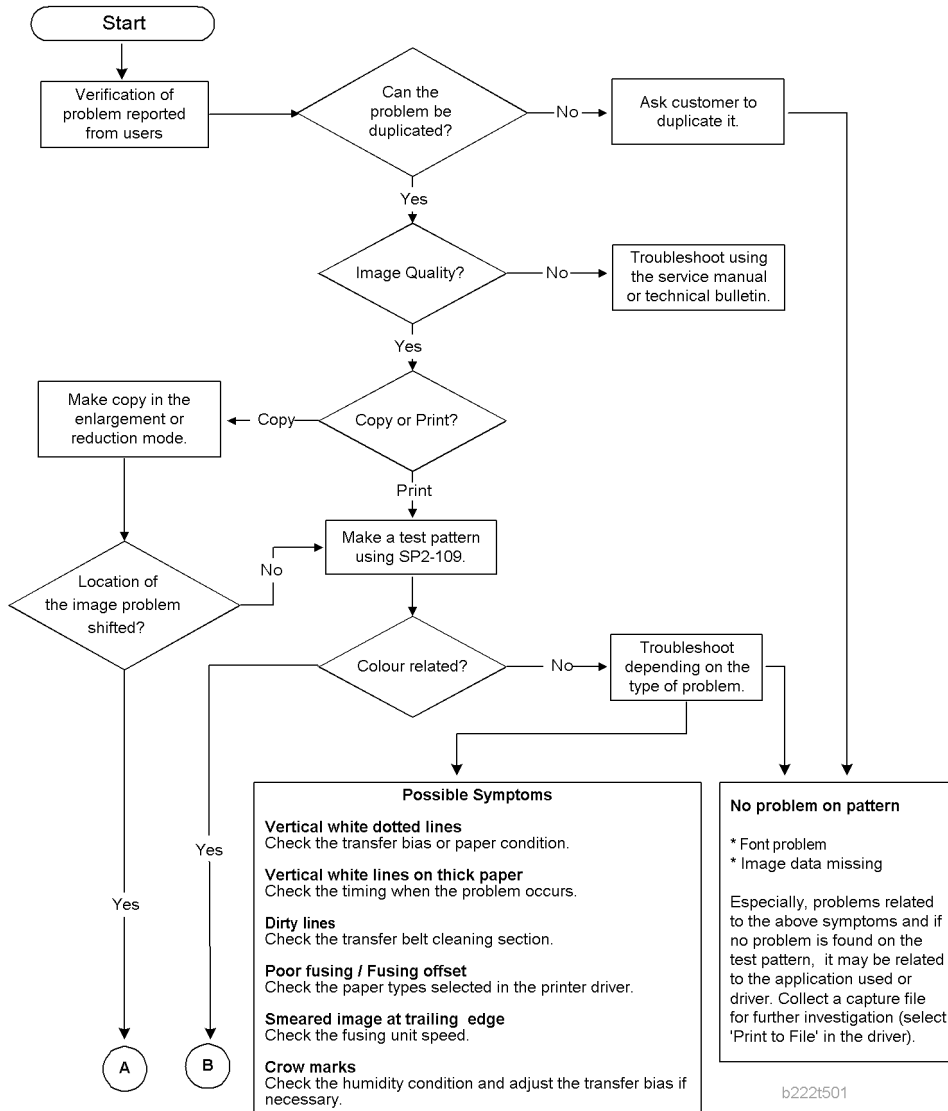 Start
Verification of
problem reported
from users
Can the
problem be
duplicated?
No
Ask customer to
duplicate it.
Yes
Image Quality?
No
Troubleshoot using
the service manual
or technical bulletin.
Yes
Make copy in the
enlargement or
reduction mode.
Copy
Copy or Print?
Print
Make a test pattern
using SP2-109.
No
Location of
the image problem
shifted?
Colour related?
No
Troubleshoot
depending on the
type of problem.
Yes
Yes
A
B
Possible Symptoms
Vertical white dotted lines
Check the transfer bias or paper condition.
Vertical white lines on thick paper
Check the timing when the problem occurs.
Dirty lines
Check the transfer belt cleaning section.
Poor fusing / Fusing offset
Check the paper types selected in the printer driver.
Smeared image at trailing edge
Check the fusing unit speed.
Crow marks
Check the humidity condition and adjust the transfer bias if
necessary.
No problem on pattern
* Font problem
* Image data missing
Especially, problems related
to the above symptoms and if
no problem is found on the
test pattern, it may be related
to the application used or
driver. Collect a capture file
for further investigation (select
'Print to File' in the driver).
b222t501